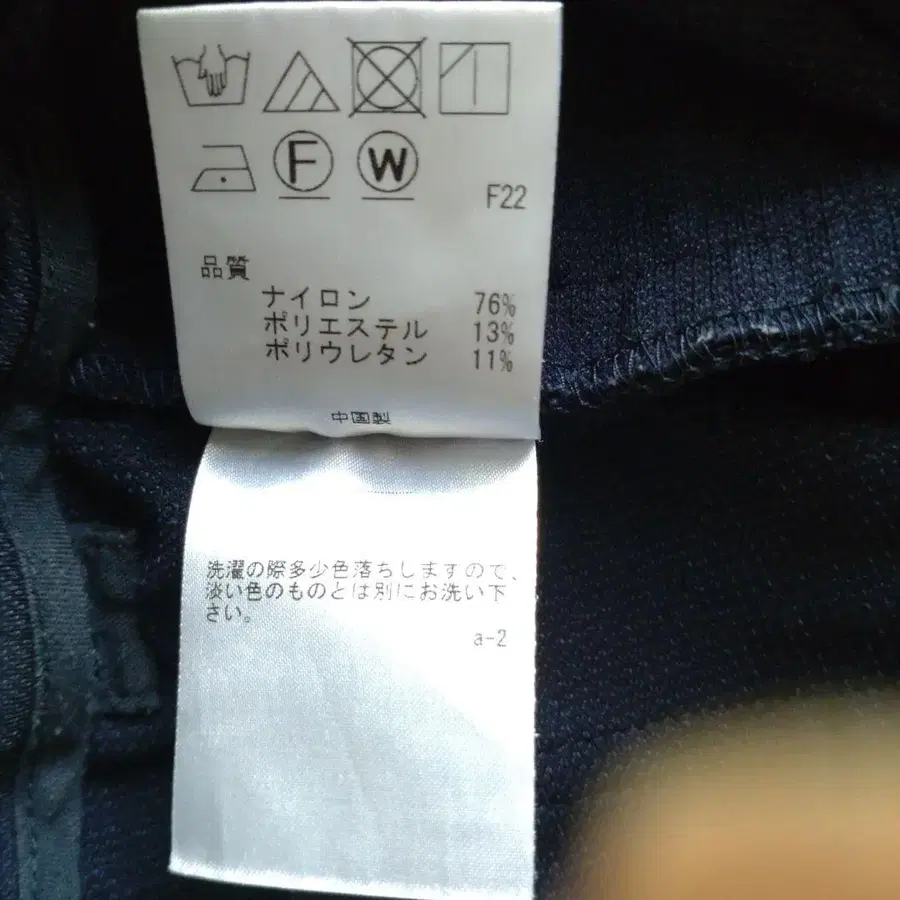 F W
F22
品質
ナイロン 76%
ポリエステル 13%
ポリウレタン 11%
中国製
洗濯の際多少色落ちしますので、
淡い色のものとは別にお洗い下
さい。
a-2